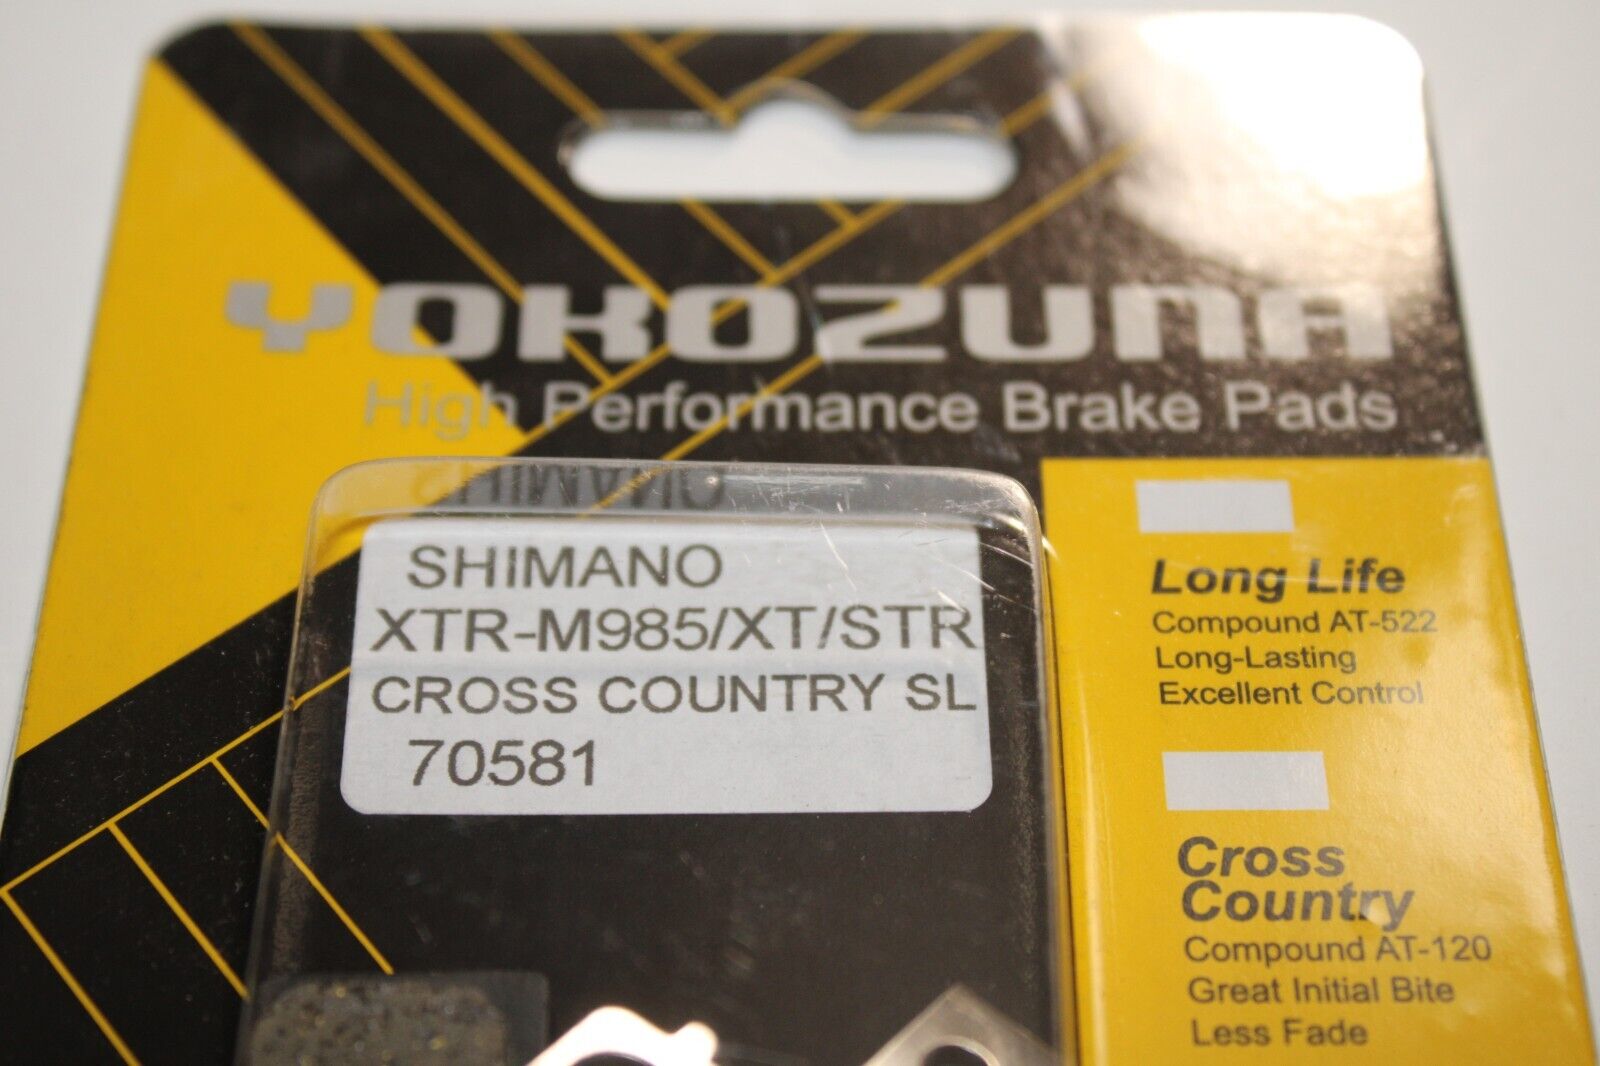 YOKOZUNA
High Performance Brake Pads
SHIMANO
XTR-M985/XT/STR
CROSS COUNTRY SL
70581
Long Life
Compound AT-522
Long-Lasting
Excellent Control
Cross
Country
Compound AT-120
Great Initial Bite
Less Fade